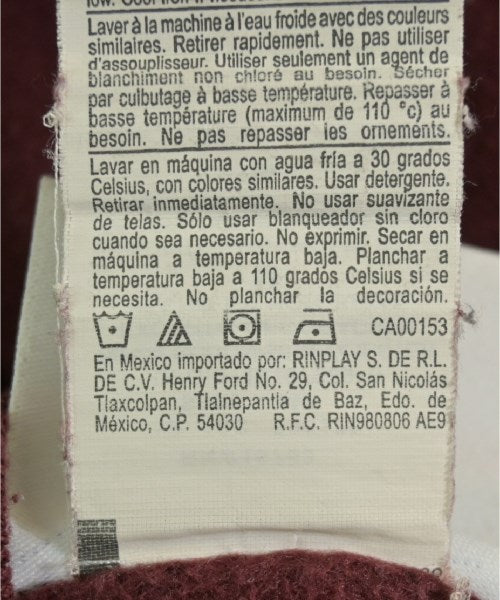 Laver à la machine à l'eau froide avec des couleurs
similaires. Retirer rapidement. Ne pas utiliser
d'assouplisseur. Utiliser seulement un agent de
blanchiment non chloré au besoin. Sécher
par culbutage à basse température. Repasser à
basse température (maximum de 110 °c) au
besoin. Ne pas repasser les ornements.
Lavar en máquina con agua fría a 30 grados
Celsius, con colores similares. Usar detergente.
Retirar inmediatamente. No usar suavizante
de telas. Sólo usar blanqueador sin cloro
cuando sea necesario. No exprimir. Secar en
máquina a temperatura baja. Planchar a
temperatura baja a 110 grados Celsius si se
necesita. No planchar la decoración.
CA00153
En Mexico importado por: RINPLAY S. DE R.L.
DE C.V. Henry Ford No. 29, Col. San Nicolás
Tlaxcolpan, Tlalnepantia de Baz, Edo. de
México, C.P. 54030 R.F.C. RIN980806 AE9